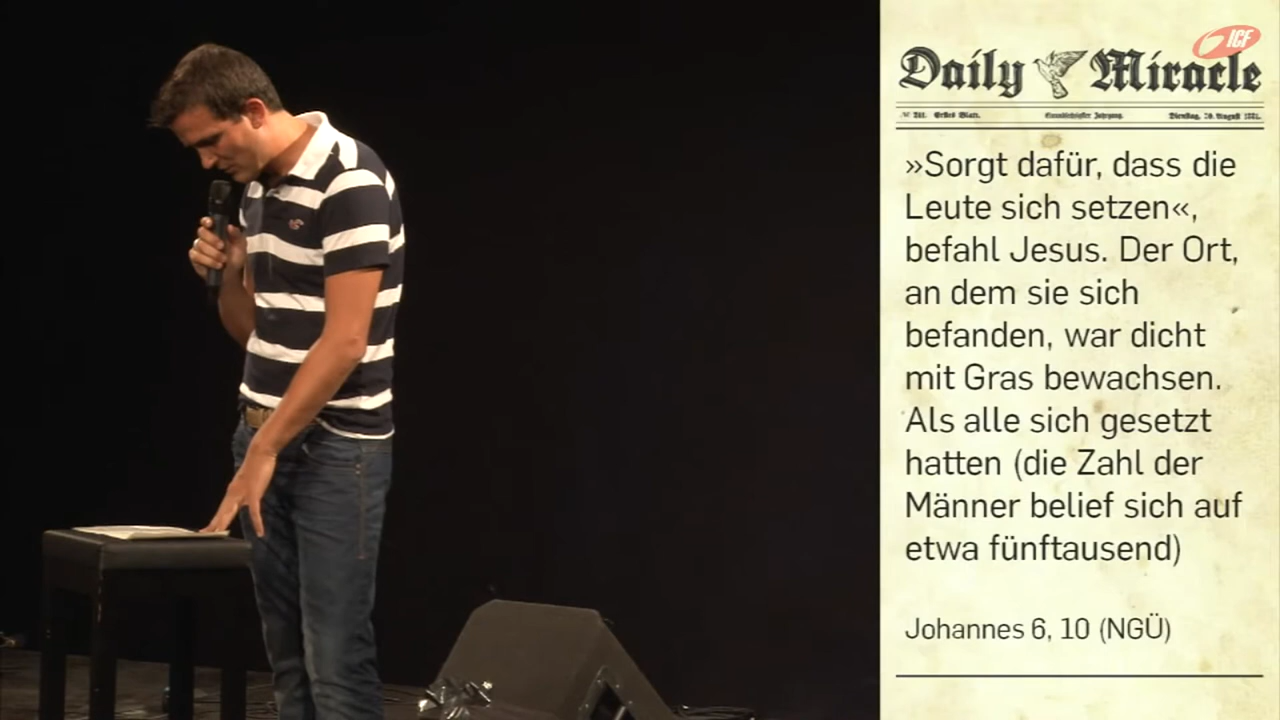 ICF
Daily Miracle
Erstes Blatt.
»Sorgt dafür, dass die
Leute sich setzen«,
befahl Jesus. Der Ort,
an dem sie sich
befanden, war dicht
mit Gras bewachsen.
Als alle sich gesetzt
hatten (die Zahl der
Männer belief sich auf
etwa fünftausend)
Johannes 6, 10 (NGÜ)